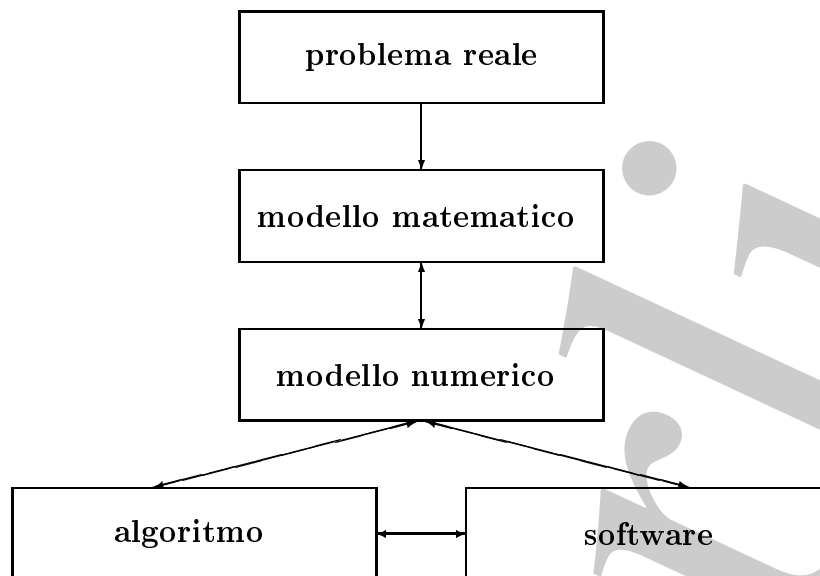 problema reale
modello matematico
modello numerico
algoritmo
software